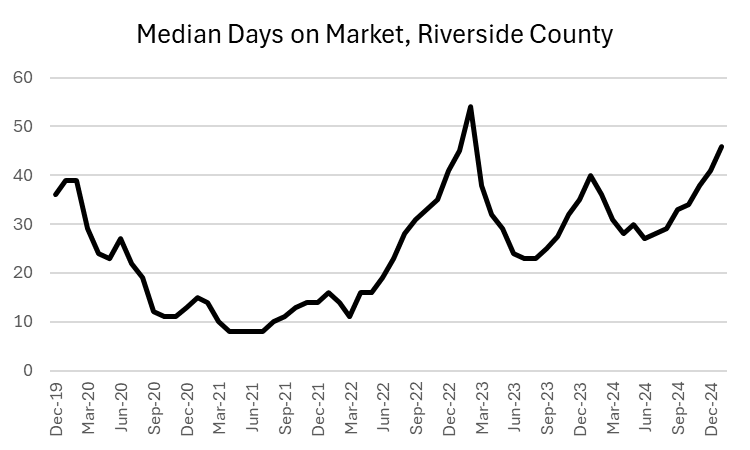 Median Days on Market, Riverside County
60
50
40
30
20
10
0
Dec-19
Mar-20
Jun-20
Sep-20
Dec-20
Mar-21
Jun-21
Sep-21
Dec-21
Mar-22
Jun-22
Sep-22
Dec-22
Mar-23
Jun-23
Sep-23
Dec-23
Mar-24
Jun-24
Sep-24
Dec-24